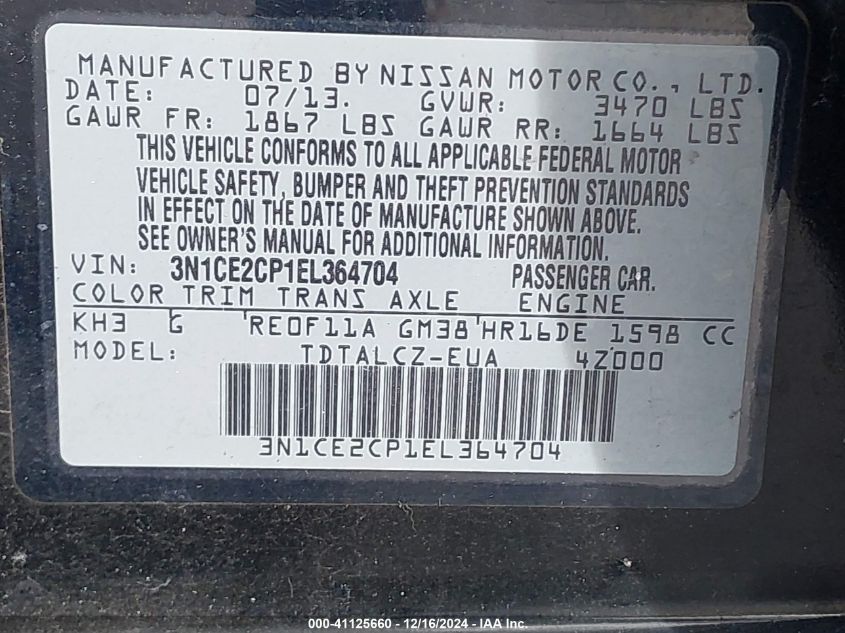 MANUFACTURED BY NISSAN MOTOR CO., LTD.
DATE: 07/13. GVWR: 3470 LBS
GAWR FR: 1867 LBS GAWR RR: 1664 LBS
THIS VEHICLE CONFORMS TO ALL APPLICABLE FEDERAL MOTOR
VEHICLE SAFETY, BUMPER AND THEFT PREVENTION STANDARDS
IN EFFECT ON THE DATE OF MANUFACTURE SHOWN ABOVE.
SEE OWNER'S MANUAL FOR ADDITIONAL INFORMATION.
VIN: 3N1CE2CP1EL364704 PASSENGER CAR.
COLOR TRIM TRANS AXLE ENGINE
KH3 G RE0F11A GM38 HR16DE 1598 CC
MODEL: TDTALCZ-EUA 4Z000
3N1CE2CP1EL364704
000-41125660 - 12/16/2024 - IAA Inc.